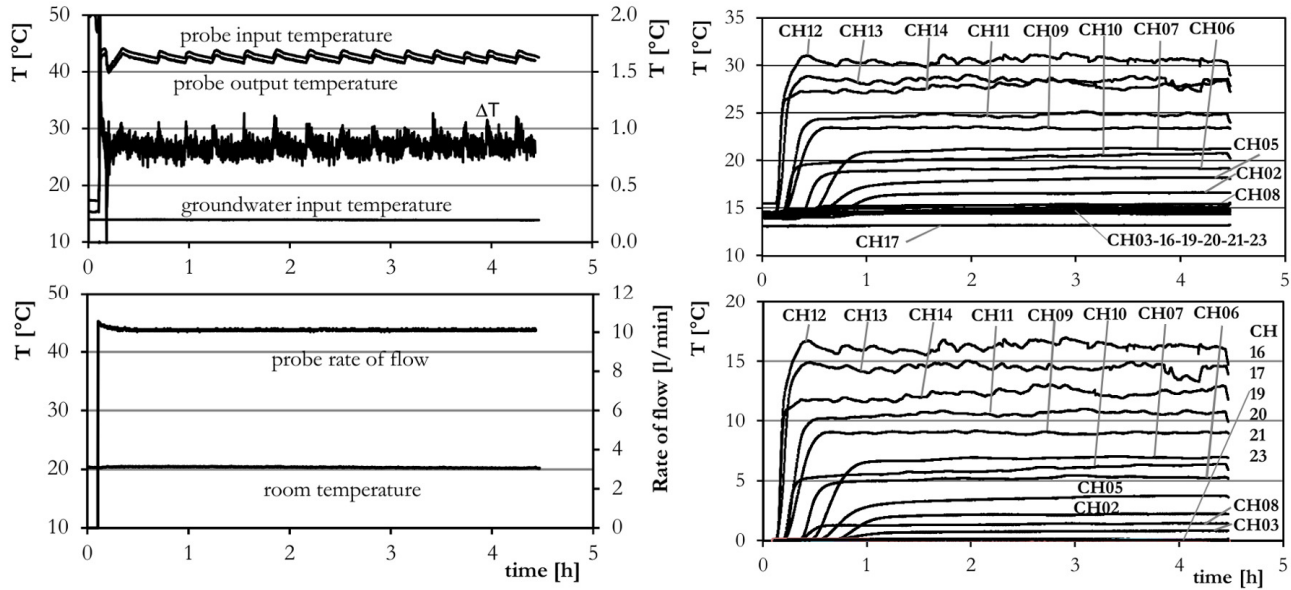 T [°C]
50
40
30
20
10
probe input temperature
probe output temperature
ΔT
groundwater input temperature
2.0
1.5
1.0
0.5
0.0
T [°C]
0 1 2 3 4 5
T [°C]
50
40
30
20
10
probe rate of flow
room temperature
12
10
8
6
4
2
0
Rate of flow [l/min]
0 1 2 3 4 5
time [h]
T [°C]
35
30
25
20
15
10
CH12 CH13 CH14 CH11 CH09 CH10 CH07 CH06
CH05
CH02
CH08
CH17
CH03-16-19-20-21-23
0 1 2 3 4 5
T [°C]
20
15
10
5
0
CH12 CH13 CH14 CH11 CH09 CH10 CH07 CH06 CH
16
17
19
20
21
23
CH05
CH02
CH08
CH03
0 1 2 3 4 5
time [h]